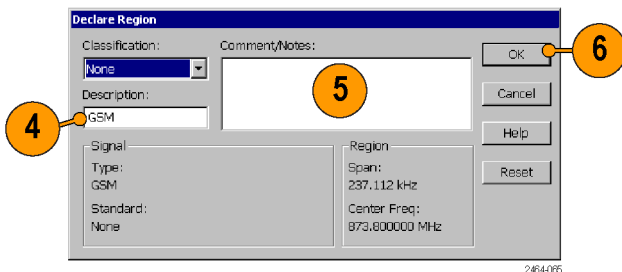 Declare Region
Classification:
Comment/Notes:
None
Description:
GSM
OK
Cancel
Help
Reset
4
5
6
Signal
Type:
GSM
Standard:
None
Region
Span:
237.112 kHz
Center Freq:
873.800000 MHz
2464-065